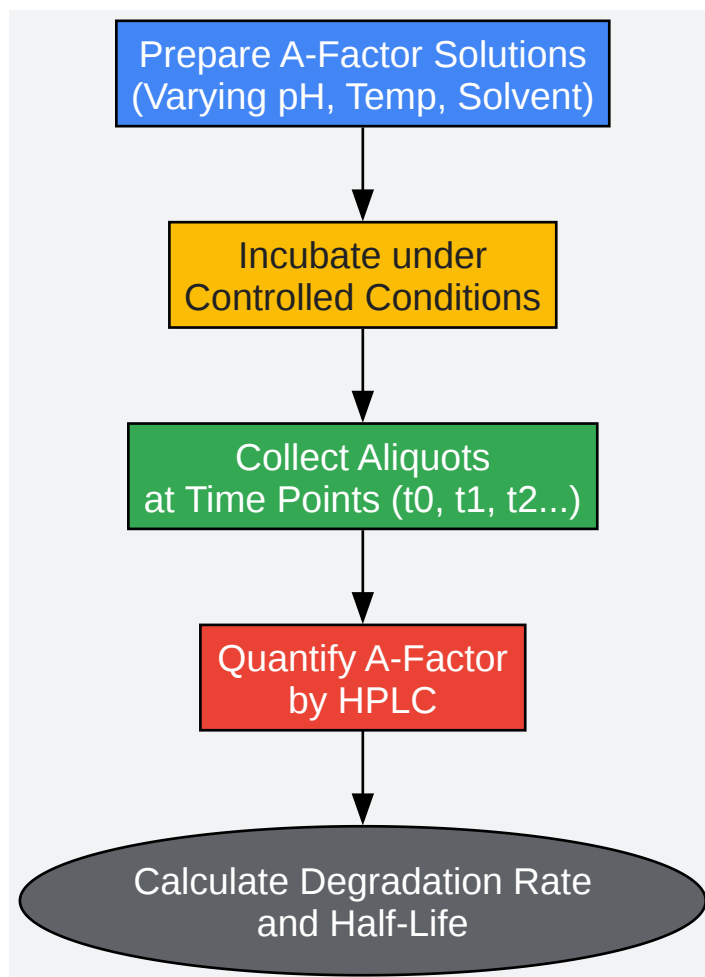 Prepare A-Factor Solutions
(Varying pH, Temp, Solvent)
Incubate under
Controlled Conditions
Collect Aliquots
at Time Points (t0, t1, t2...)
Quantify A-Factor
by HPLC
Calculate Degradation Rate
and Half-Life